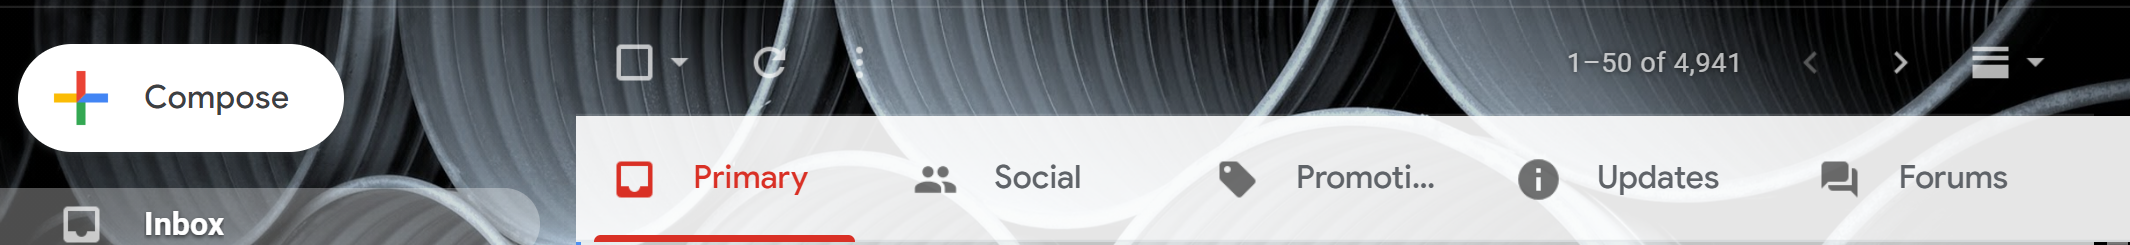 Compose
1–50 of 4,941
Primary
Social
Promoti...
Updates
Forums
Inbox